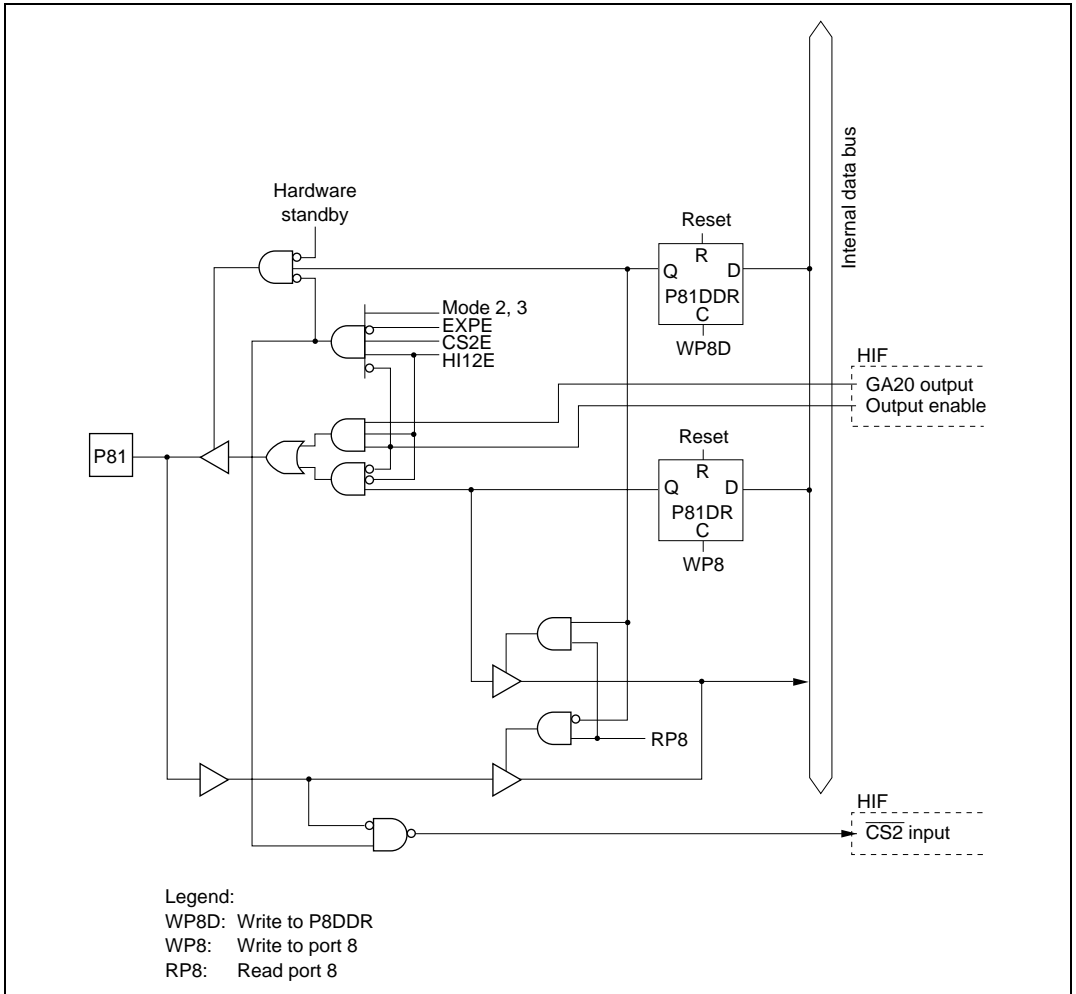 Hardware
standby
Reset
R
Q D
P81DDR
C
WP8D
Internal data bus
Mode 2, 3
EXPE
CS2E
HI12E
HIF
GA20 output
Output enable
P81
Reset
R
Q D
P81DR
C
WP8
RP8
HIF
CS2 input
Legend:
WP8D: Write to P8DDR
WP8: Write to port 8
RP8: Read port 8